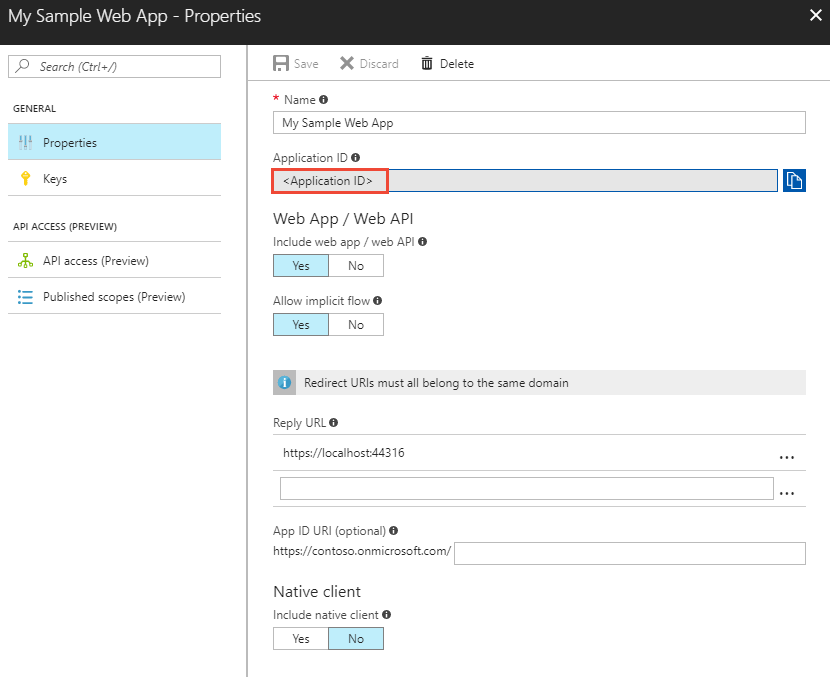 My Sample Web App - Properties
Search (Ctrl+/)
GENERAL
Properties
Keys
API ACCESS (PREVIEW)
API access (Preview)
Published scopes (Preview)
Save Discard Delete
* Name
My Sample Web App
Application ID
<Application ID>
Web App / Web API
Include web app / web API
Yes No
Allow implicit flow
Yes No
Redirect URIs must all belong to the same domain
Reply URL
https://localhost:44316 ...
...
App ID URI (optional)
https://contoso.onmicrosoft.com/
Native client
Include native client
Yes No